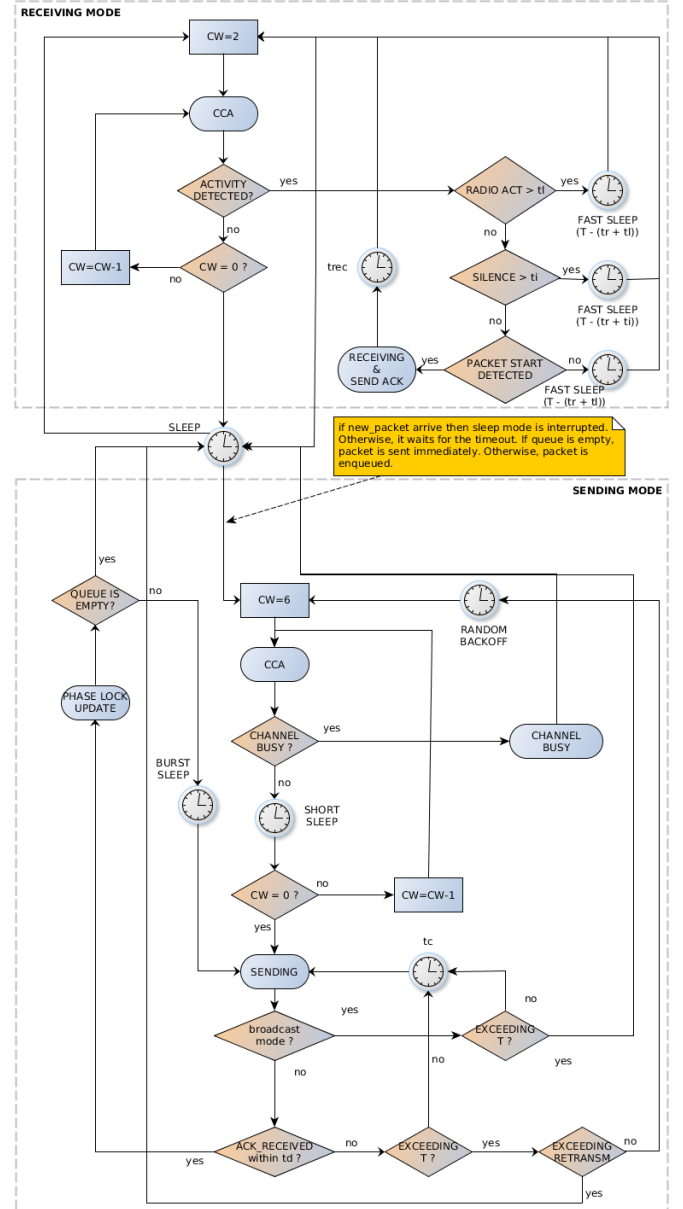 RECEIVING MODE
CW=2
CCA
ACTIVITY
DETECTED?
yes
no
CW = 0 ?
no
CW=CW-1
RADIO ACT > tl
yes
FAST SLEEP
(T - (tr + tl))
no
SILENCE > ti
yes
FAST SLEEP
(T - (tr + ti))
no
PACKET START
DETECTED
no
FAST SLEEP
(T - (tr + tl))
yes
RECEIVING
&
SEND ACK
trec
SLEEP
if new_packet arrive then sleep mode is interrupted.
Otherwise, it waits for the timeout. If queue is empty,
packet is sent immediately. Otherwise, packet is
enqueued.
SENDING MODE
yes
QUEUE IS
EMPTY?
no
PHASE LOCK
UPDATE
BURST
SLEEP
CW=6
RANDOM
BACKOFF
CCA
CHANNEL
BUSY ?
yes
CHANNEL
BUSY
no
SHORT
SLEEP
CW = 0 ?
no
CW=CW-1
yes
SENDING
tc
broadcast
mode ?
yes
EXCEEDING
T ?
no
yes
no
ACK_RECEIVED
within td ?
yes
no
EXCEEDING
T ?
no
yes
EXCEEDING
RETRANSM
no
yes